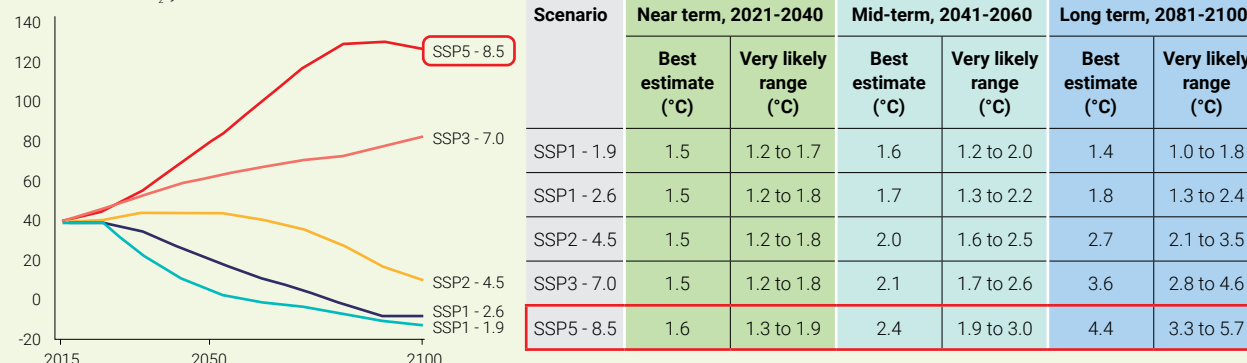 140
120
100
80
60
40
20
0
-20
2015
2050
2100
SSP5 - 8.5
SSP3 - 7.0
SSP2 - 4.5
SSP1 - 2.6
SSP1 - 1.9
Scenario Near term, 2021-2040 Mid-term, 2041-2060 Long term, 2081-2100
Best estimate (°C) Very likely range (°C) Best estimate (°C) Very likely range (°C) Best estimate (°C) Very likely range (°C)
SSP1 - 1.9 1.5 1.2 to 1.7 1.6 1.2 to 2.0 1.4 1.0 to 1.8
SSP1 - 2.6 1.5 1.2 to 1.8 1.7 1.3 to 2.2 1.8 1.3 to 2.4
SSP2 - 4.5 1.5 1.2 to 1.8 2.0 1.6 to 2.5 2.7 2.1 to 3.5
SSP3 - 7.0 1.5 1.2 to 1.8 2.1 1.7 to 2.6 3.6 2.8 to 4.6
SSP5 - 8.5 1.6 1.3 to 1.9 2.4 1.9 to 3.0 4.4 3.3 to 5.7